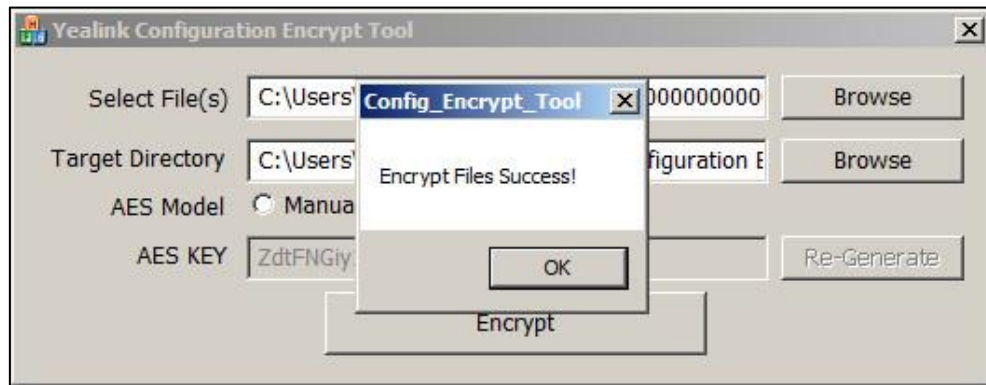 Yealink Configuration Encrypt Tool
Select File(s) C:\Users\ 000000000 Browse
Config_Encrypt_Tool
Target Directory C:\Users\ figuration E Browse
Encrypt Files Success!
AES Model Manua
AES KEY ZdtFNGiy Re-Generate
OK
Encrypt